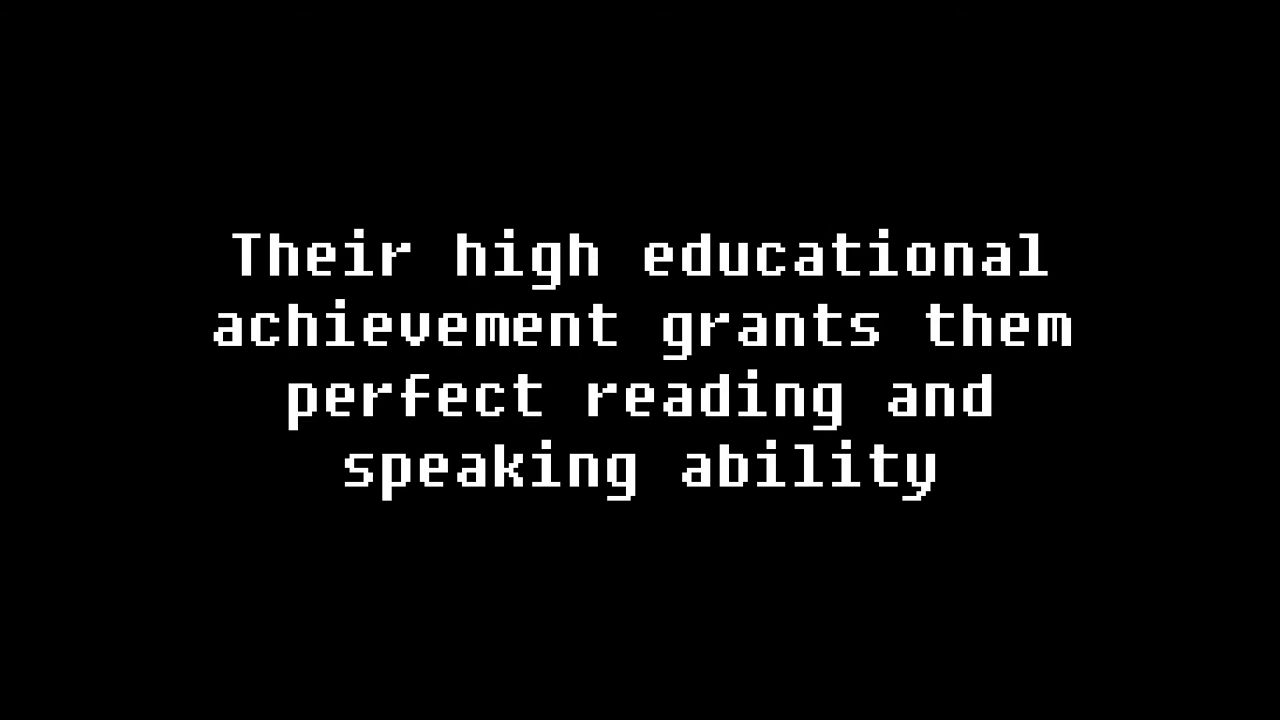 Their high educational
achievement grants them
perfect reading and
speaking ability